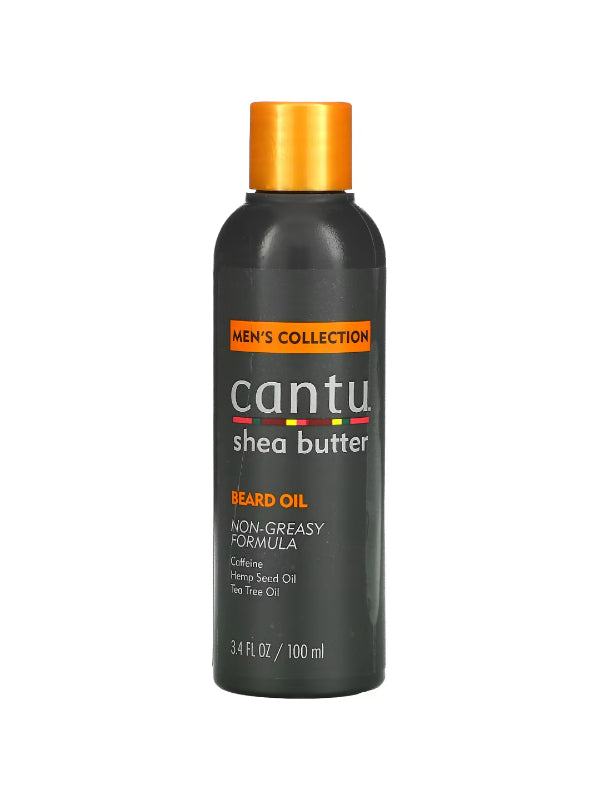 MEN'S COLLECTION
cantu
shea butter
BEARD OIL
NON-GREASY
FORMULA
Caffeine
Hemp Seed Oil
Tea Tree Oil
3.4 FL OZ / 100 ml